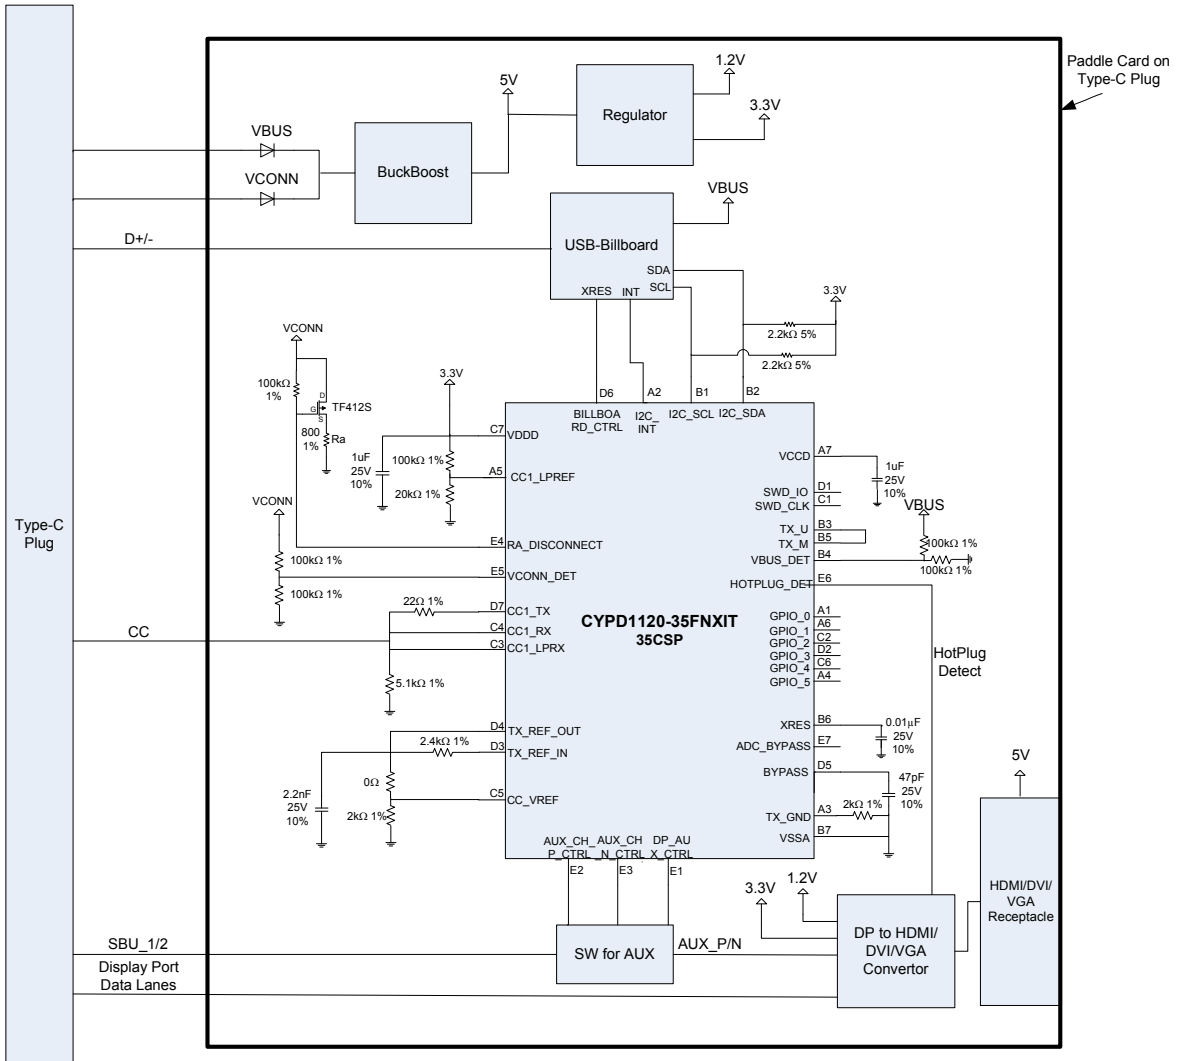 Paddle Card on
Type-C Plug
1.2V
5V
3.3V
Regulator
VBUS
BuckBoost
VCONN
VBUS
D+/-
USB-Billboard
SDA
SCL
XRES INT
3.3V
2.2kΩ 5%
2.2kΩ 5%
VCONN
100kΩ
1%
D
G
S
TF412S
800
1%
Ra
3.3V
D6
A2
B1
B2
BILLBOA
RD_CTRL
I2C_
INT
I2C_SCL
I2C_SDA
C7
VDDD
1uF
25V
10%
100kΩ 1%
A5
CC1_LPREF
20kΩ 1%
VCCD
A7
1uF
25V
10%
SWD_IO
D1
SWD_CLK
C1
VBUS
TX_U
B3
TX_M
B5
VBUS_DET
B4
100kΩ 1%
100kΩ 1%
HOTPLUG_DET
E6
VCONN
Type-C
Plug
E4
RA_DISCONNECT
100kΩ 1%
E5
VCONN_DET
100kΩ 1%
22Ω 1%
D7
CC1_TX
CC
C4
CC1_RX
C3
CC1_LPRX
5.1kΩ 1%
CYPD1120-35FNXIT
35CSP
GPIO_0
A1
GPIO_1
A6
GPIO_2
C2
GPIO_3
D2
GPIO_4
C6
GPIO_5
A4
HotPlug
Detect
D4
TX_REF_OUT
2.4kΩ 1%
D3
TX_REF_IN
0Ω
2.2nF
25V
10%
C5
CC_VREF
2kΩ 1%
XRES
B6
0.01µF
25V
10%
ADC_BYPASS
E7
BYPASS
D5
47pF
25V
10%
TX_GND
A3
2kΩ 1%
VSSA
B7
5V
AUX_CH_
P_CTRL
AUX_CH
_N_CTRL
DP_AU
X_CTRL
E2
E3
E1
3.3V
1.2V
HDMI/DVI/
VGA
Receptacle
SBU_1/2
SW for AUX
AUX_P/N
DP to HDMI/
DVI/VGA
Convertor
Display Port
Data Lanes